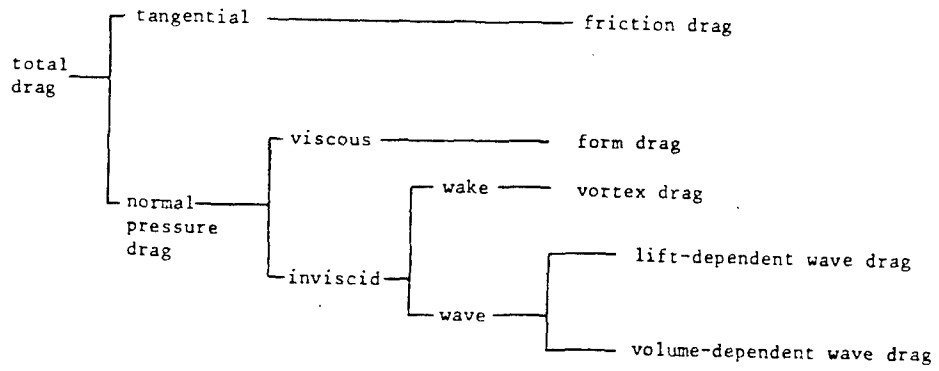 tangential
friction drag
total
drag
viscous
form drag
wake
vortex drag
normal
pressure
drag
lift-dependent wave drag
inviscid
wave
volume-dependent wave drag